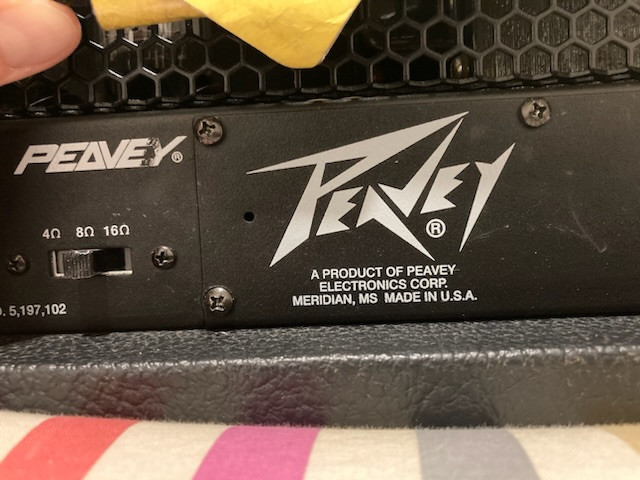 PEAVEY®
4Ω 8Ω 16Ω
5,197,102
PEAVEY
®
A PRODUCT OF PEAVEY
ELECTRONICS CORP.
MERIDIAN, MS MADE IN U.S.A.